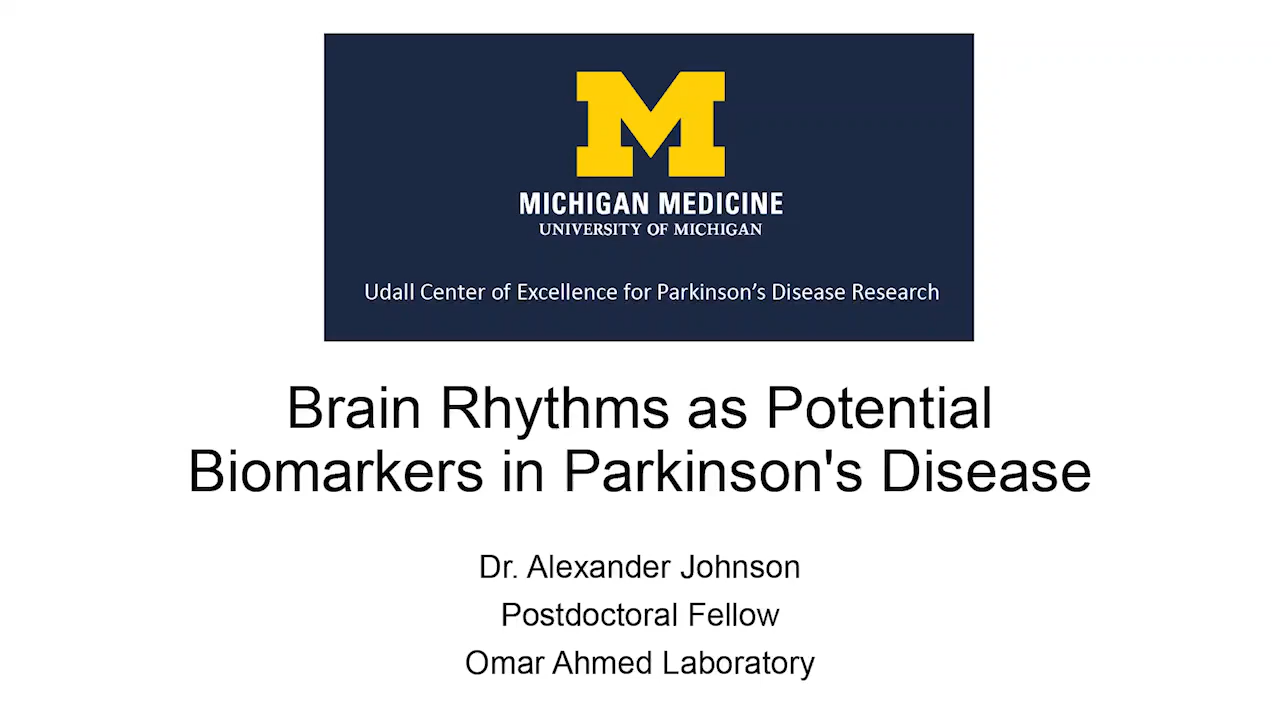 M
MICHIGAN MEDICINE
UNIVERSITY OF MICHIGAN
Udall Center of Excellence for Parkinson’s Disease Research
Brain Rhythms as Potential
Biomarkers in Parkinson's Disease
Dr. Alexander Johnson
Postdoctoral Fellow
Omar Ahmed Laboratory